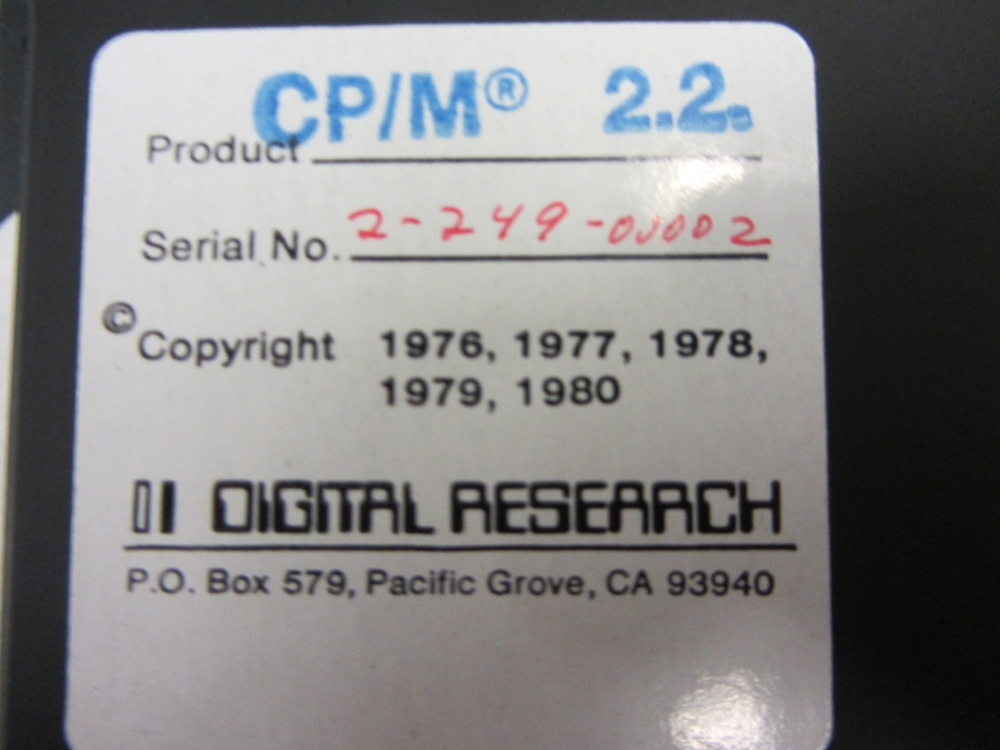 CP/M® 2.2.
Product
Serial No. 2-249-00002
© Copyright 1976, 1977, 1978,
1979, 1980
DIGITAL RESEARCH
P.O. Box 579, Pacific Grove, CA 93940